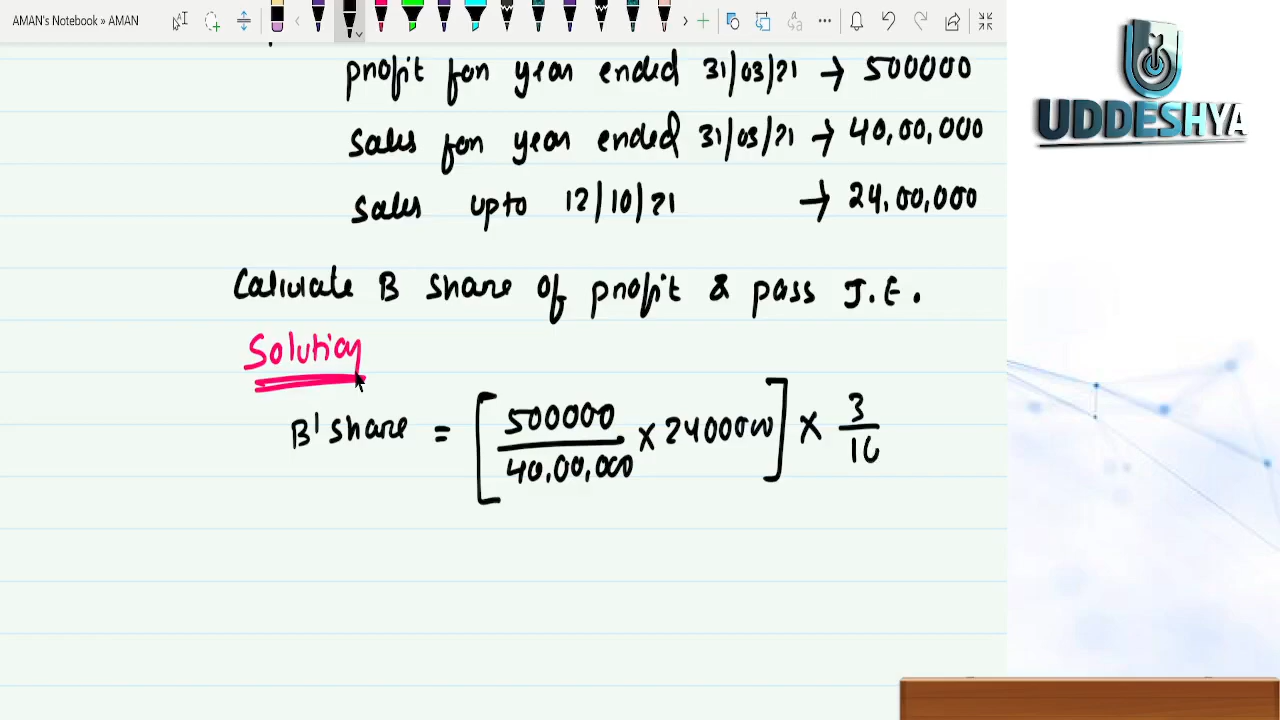 AMAN's Notebook » AMAN
profit for year ended 31/03/21 → 500000
Sales for year ended 31/03/21 → 40,00,000
Sales upto 12/10/21 → 24,00,000
Calculate B share of profit & pass J.E.
Solution
B' share = [500000/40,00,000 × 2400000] × 3/10
UDDESHYA